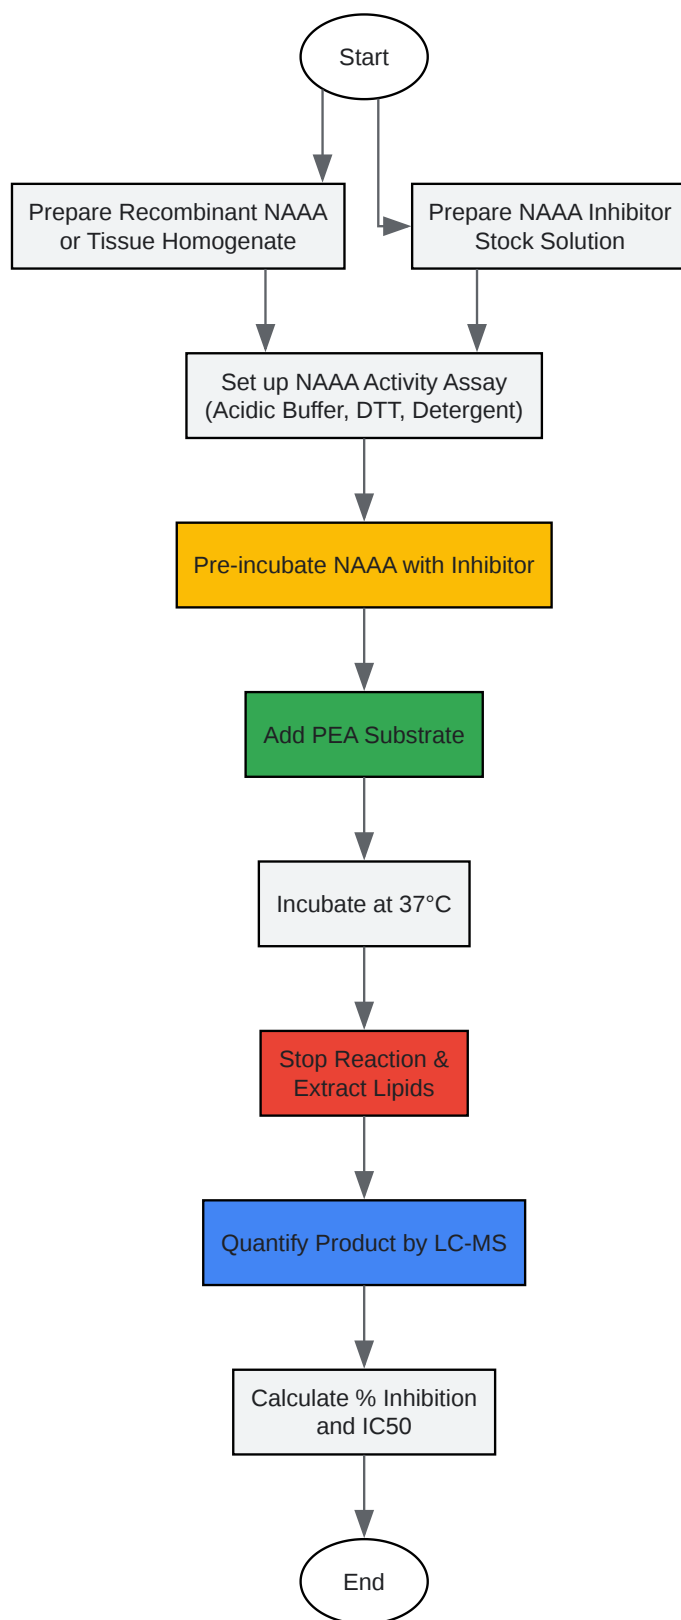 Start
Prepare Recombinant NAAA
or Tissue Homogenate
Prepare NAAA Inhibitor
Stock Solution
Set up NAAA Activity Assay
(Acidic Buffer, DTT, Detergent)
Pre-incubate NAAA with Inhibitor
Add PEA Substrate
Incubate at 37°C
Stop Reaction &
Extract Lipids
Quantify Product by LC-MS
Calculate % Inhibition
and IC50
End